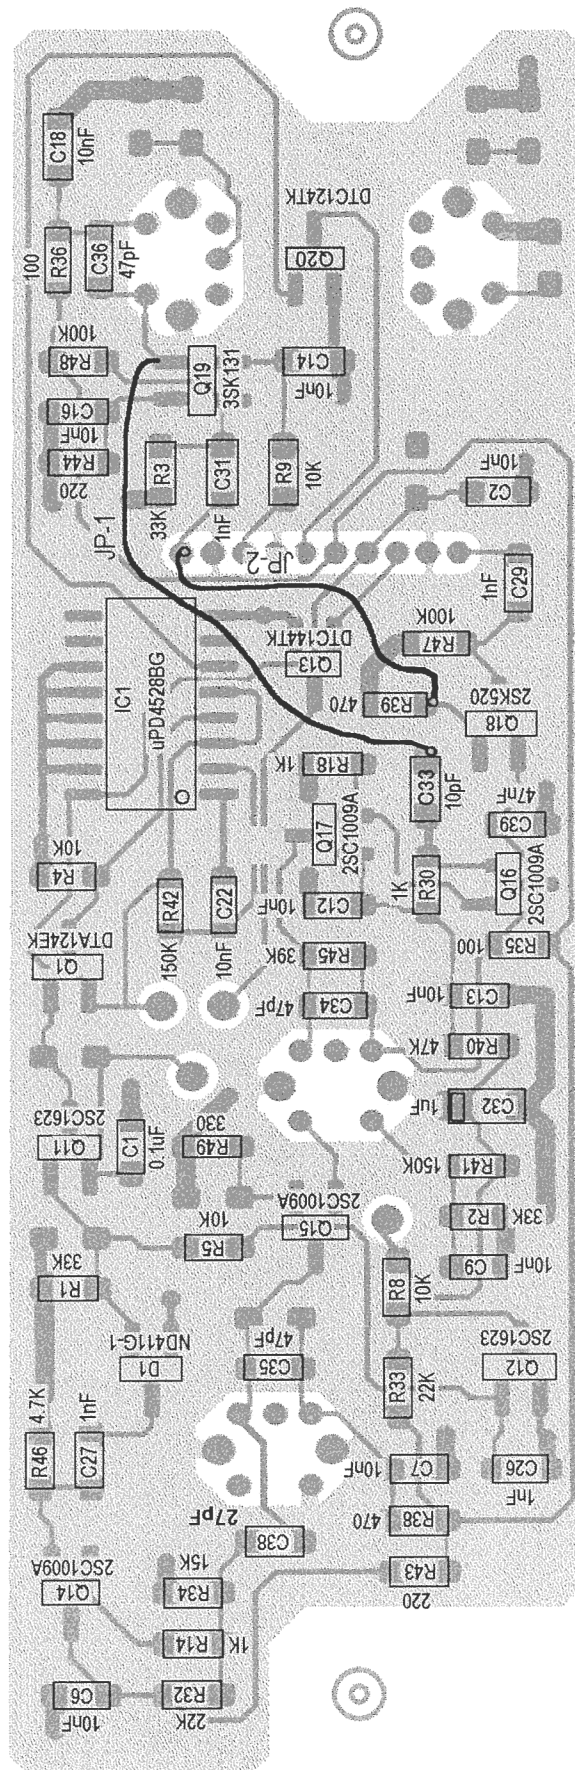 C18
10nF
DTC124TK
100
R36
C36
47pF
Q20
100K
R48
Q19
3SK131
C14
10nF
C16
10nF
R44
220
JP-1
R3
33K
C31
1nF
R9
10K
10nF
C2
JP-2
1nF
C29
IC1
uPD4528BG
DTC144TK
Q13
100K
R47
470
R39
2SK520
Q18
1K
R18
C33
10pF
47nF
C39
Q17
2SC1009A
10K
R4
R42
150K
C22
10nF
10nF
C12
1K
R30
Q16
2SC1009A
DTA124EK
Q1
39K
R45
100
R35
47pF
C34
10nF
C13
47K
R40
2SC1623
Q11
C1
0.1uF
330
R49
1uF
C32
150K
R41
2SC1009A
Q15
R2
33K
10K
R5
C9
10nF
33K
R1
R8
10K
ND411G-1
D1
47pF
C35
2SC1623
Q12
R33
22K
4.7K
R46
1nF
C27
10nF
C7
C26
1nF
27pF
C38
470
R38
2SC1009A
Q14
15K
R34
R43
220
R14
1K
C6
10nF
R32
22K